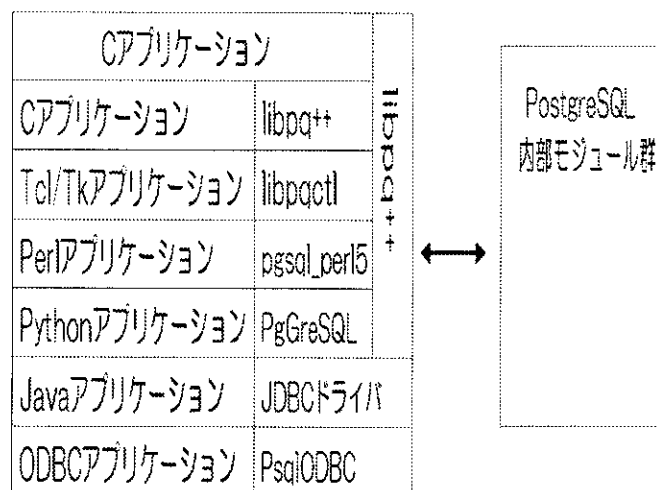 Cアプリケーション
Cアプリケーション libpq++
Tcl/Tkアプリケーション libpqctl
Perlアプリケーション pgsql_perl5
Pythonアプリケーション PgGreSQL
Javaアプリケーション JDBCドライバ
ODBCアプリケーション PsqlODBC
libpq++
PostgreSQL
内部モジュール群